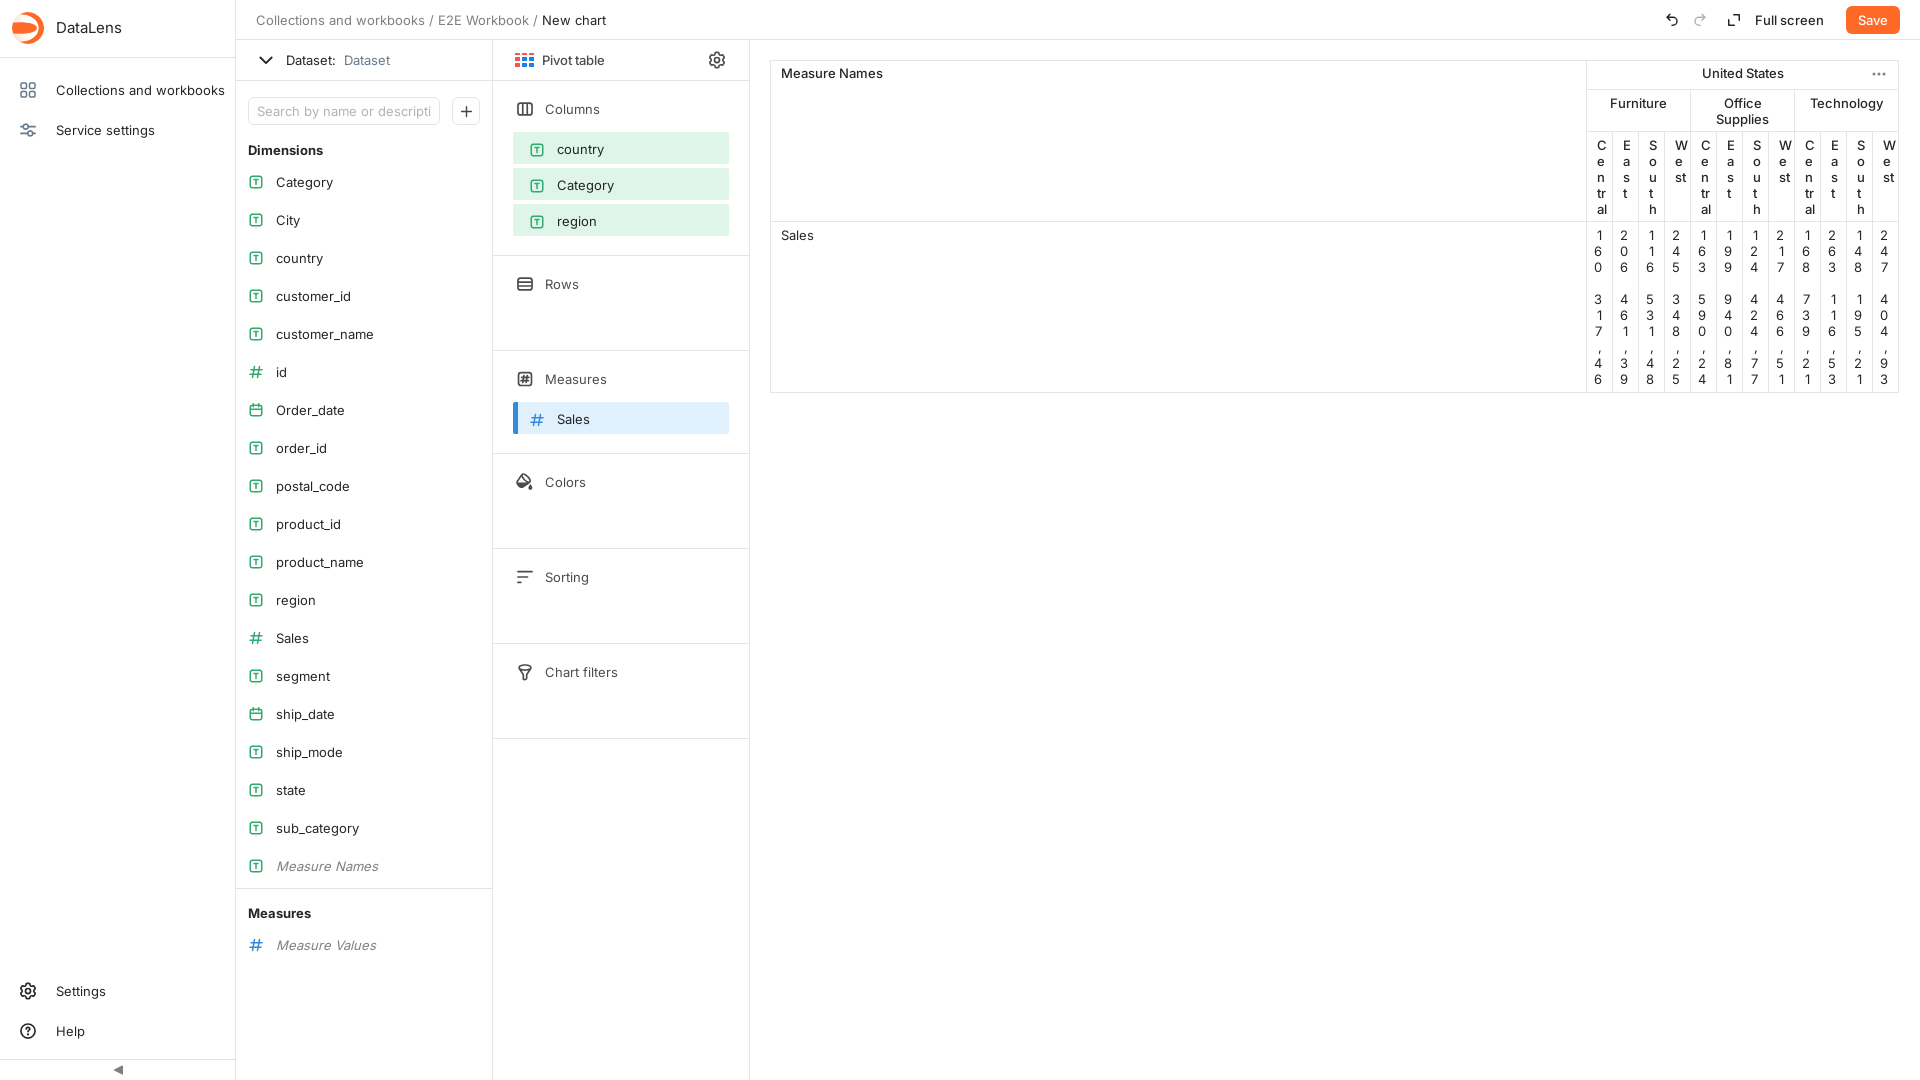 DataLens
Collections and workbooks
Service settings
Settings
Help
Collections and workbooks / E2E Workbook / New chart
Full screen
Save
Dataset: Dataset
Search by name or descripti
Dimensions
Category
City
country
customer_id
customer_name
id
Order_date
order_id
postal_code
product_id
product_name
region
Sales
segment
ship_date
ship_mode
state
sub_category
Measure Names
Measures
Measure Values
Pivot table
Columns
country
Category
region
Rows
Measures
Sales
Colors
Sorting
Chart filters
Measure Names
United States
Furniture
Office
Supplies
Technology
Central East South West Central East South West Central East South West
Sales
160 317,46 206 461,39 116 531,48 245 348,25 163 590,24 199 940,81 124 424,77 217 466,51 168 739,21 263 116,53 148 195,21 247 404,93